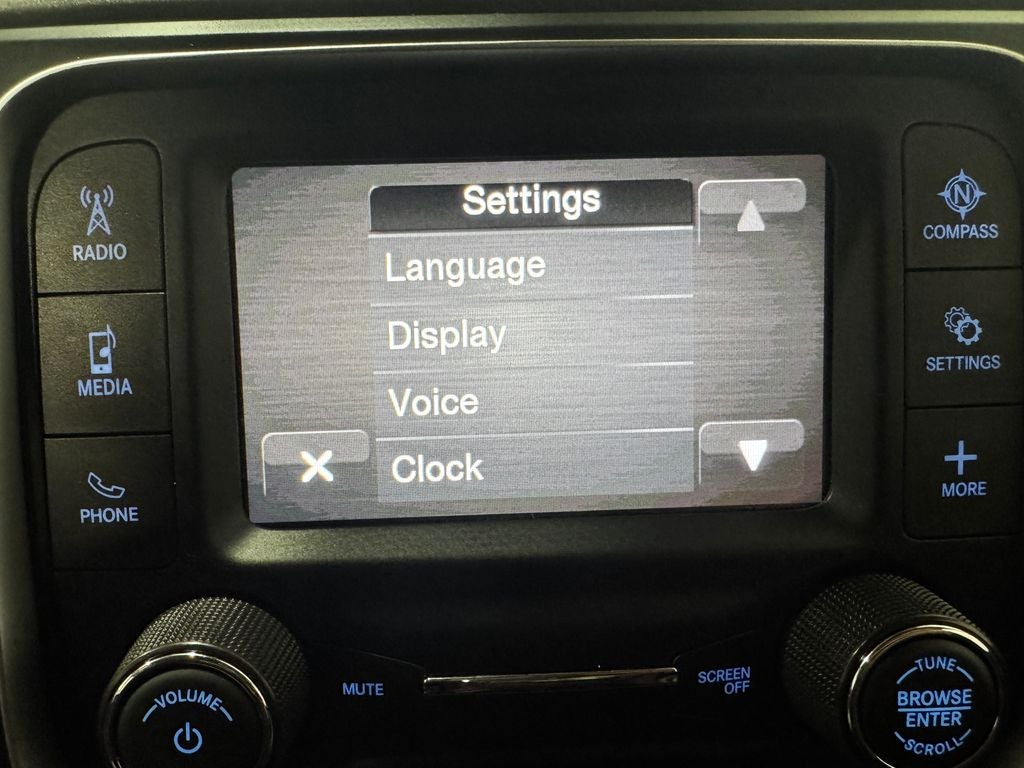 RADIO
MEDIA
PHONE
Settings
Language
Display
Voice
Clock
N
COMPASS
SETTINGS
MORE
VOLUME
MUTE
SCREEN
OFF
TUNE
BROWSE
ENTER
SCROLL